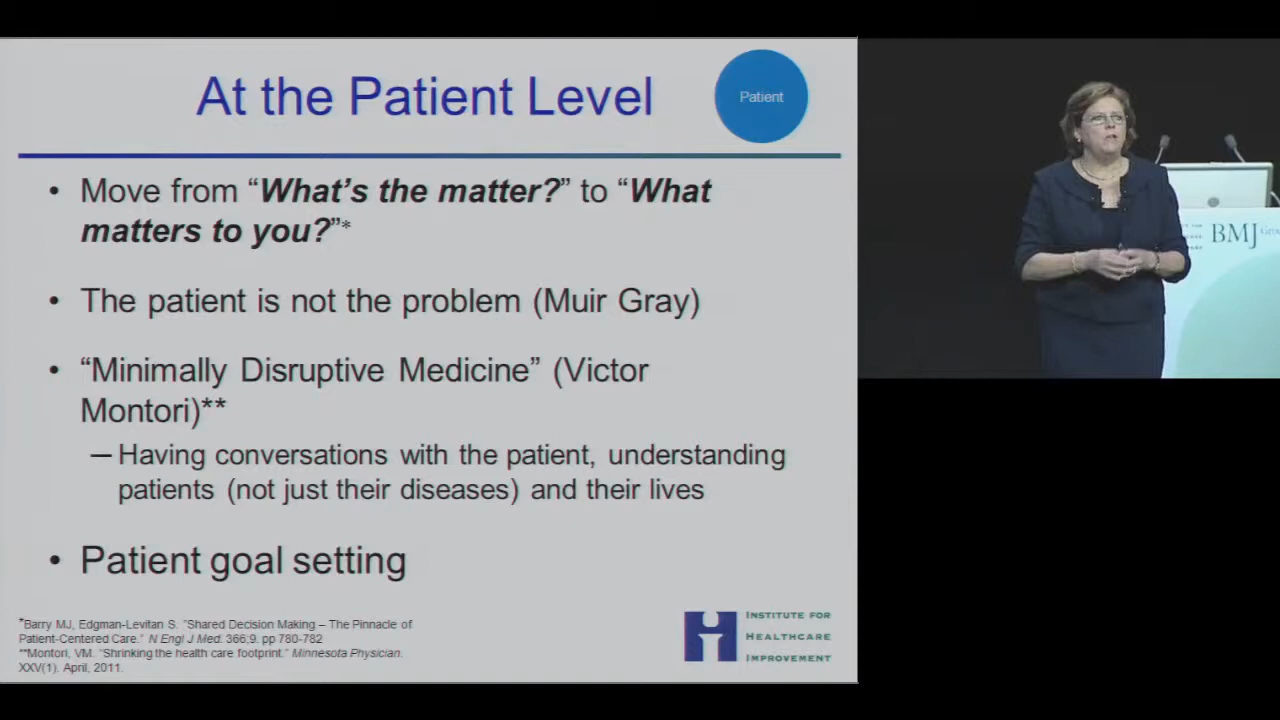 At the Patient Level
Patient
• Move from “What’s the matter?” to “What
matters to you?”*
• The patient is not the problem (Muir Gray)
• “Minimally Disruptive Medicine” (Victor
Montori)**
— Having conversations with the patient, understanding
patients (not just their diseases) and their lives
• Patient goal setting
*Barry MJ, Edgman-Levitan S. “Shared Decision Making – The Pinnacle of
Patient-Centered Care.” N Engl J Med. 366;9. pp 780-782
**Montori, VM. “Shrinking the health care footprint.” Minnesota Physician.
XXV(1). April, 2011.
INSTITUTE FOR
HEALTHCARE
IMPROVEMENT
BMJ